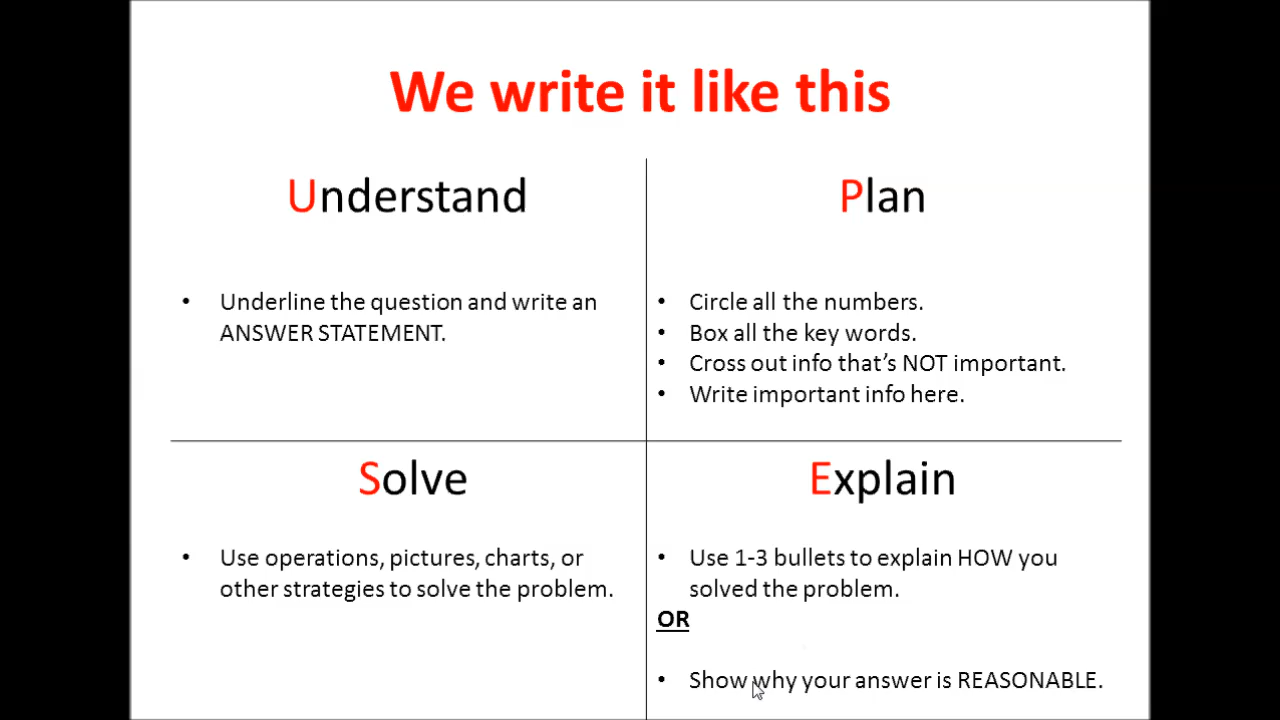 We write it like this
Understand
• Underline the question and write an
ANSWER STATEMENT.
Plan
• Circle all the numbers.
• Box all the key words.
• Cross out info that's NOT important.
• Write important info here.
Solve
• Use operations, pictures, charts, or
other strategies to solve the problem.
Explain
• Use 1-3 bullets to explain HOW you
solved the problem.
OR
• Show why your answer is REASONABLE.